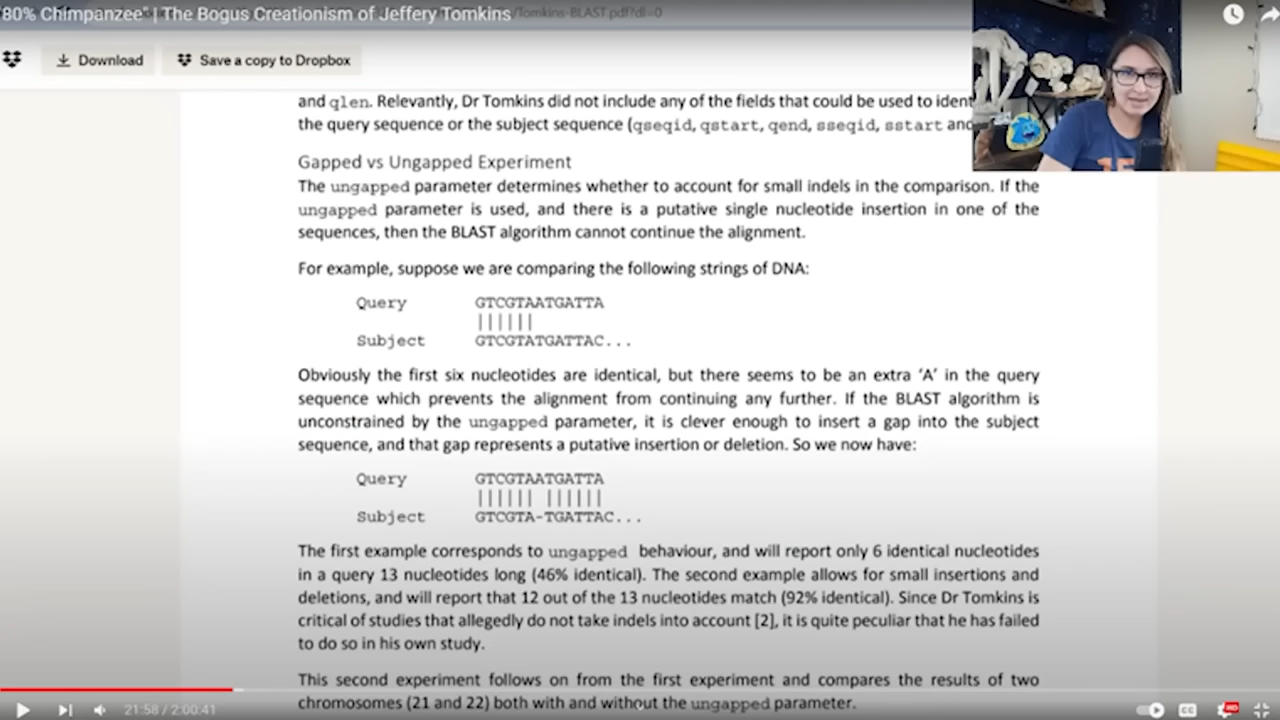 80% Chimpanzee" | The Bogus Creationism of Jeffery Tomkins
/Tomkins-BLAST.pdf?dl=0
Download
Save a copy to Dropbox
and qlen. Relevantly, Dr Tomkins did not include any of the fields that could be used to ident
the query sequence or the subject sequence (qseqid, qstart, qend, sseqid, sstart and
Gapped vs Ungapped Experiment
The ungapped parameter determines whether to account for small indels in the comparison. If the
ungapped parameter is used, and there is a putative single nucleotide insertion in one of the
sequences, then the BLAST algorithm cannot continue the alignment.
For example, suppose we are comparing the following strings of DNA:
Query GTCGTAATGATTA
||||||
Subject GTCGTATGATTAC...
Obviously the first six nucleotides are identical, but there seems to be an extra ‘A’ in the query
sequence which prevents the alignment from continuing any further. If the BLAST algorithm is
unconstrained by the ungapped parameter, it is clever enough to insert a gap into the subject
sequence, and that gap represents a putative insertion or deletion. So we now have:
Query GTCGTAATGATTA
|||||| ||||||
Subject GTCGTA-TGATTAC...
The first example corresponds to ungapped behaviour, and will report only 6 identical nucleotides
in a query 13 nucleotides long (46% identical). The second example allows for small insertions and
deletions, and will report that 12 out of the 13 nucleotides match (92% identical). Since Dr Tomkins is
critical of studies that allegedly do not take indels into account [2], it is quite peculiar that he has failed
to do so in his own study.
This second experiment follows on from the first experiment and compares the results of two
chromosomes (21 and 22) both with and without the ungapped parameter.
21:58 / 2:00:41
CC
HD